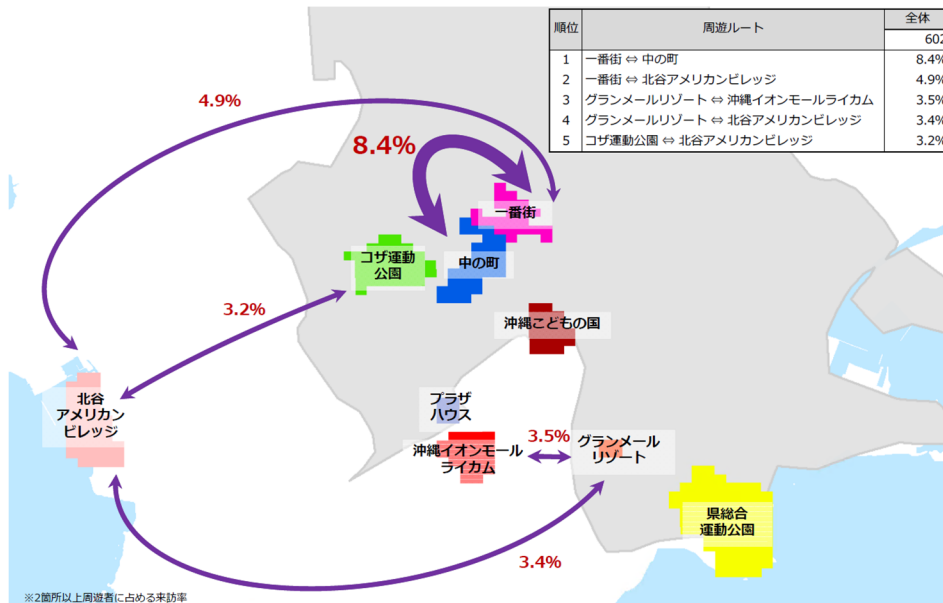 順位 周遊ルート 全体
602
1 一番街 ⇔ 中の町 8.4%
2 一番街 ⇔ 北谷アメリカンビレッジ 4.9%
3 グランメールリゾート ⇔ 沖縄イオンモールライカム 3.5%
4 グランメールリゾート ⇔ 北谷アメリカンビレッジ 3.4%
5 コザ運動公園 ⇔ 北谷アメリカンビレッジ 3.2%
4.9%
8.4%
一番街
コザ運動
公園
中の町
3.2%
沖縄こどもの国
北谷
アメリカン
ビレッジ
プラザ
ハウス
沖縄イオンモール
ライカム
3.5%
グランメール
リゾート
県総合
運動公園
3.4%
※2箇所以上周遊者に占める来訪率